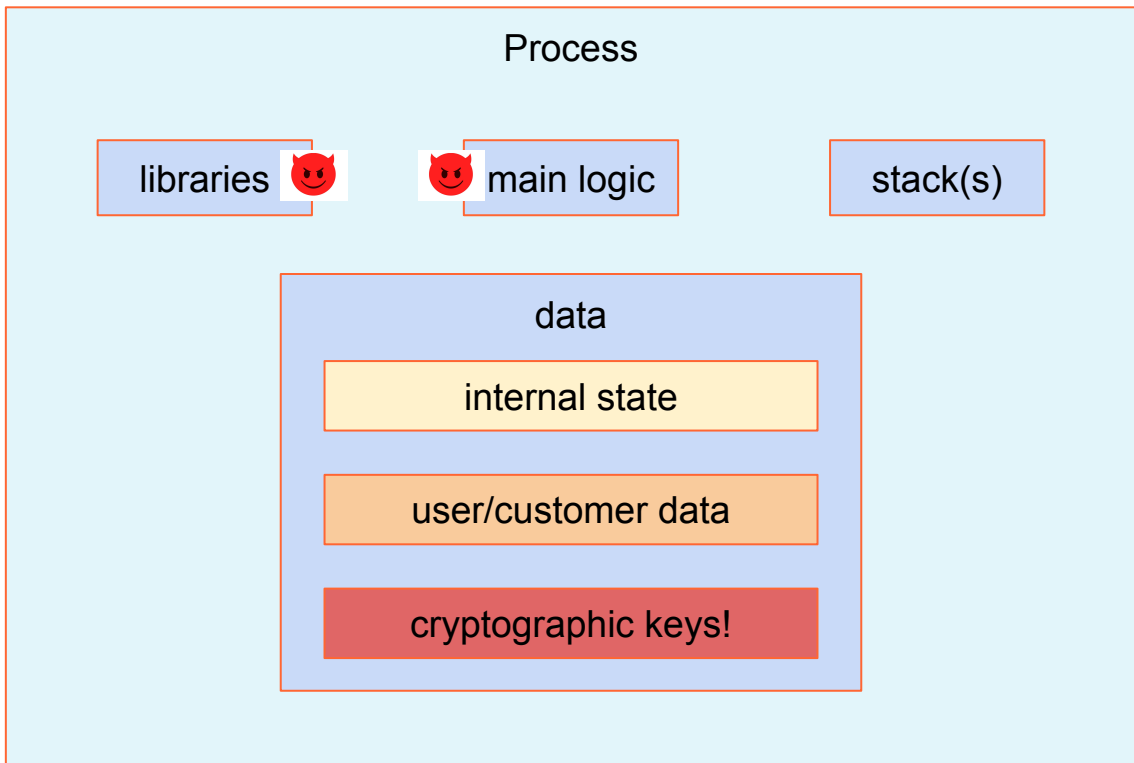 Process
libraries
main logic
stack(s)
data
internal state
user/customer data
cryptographic keys!